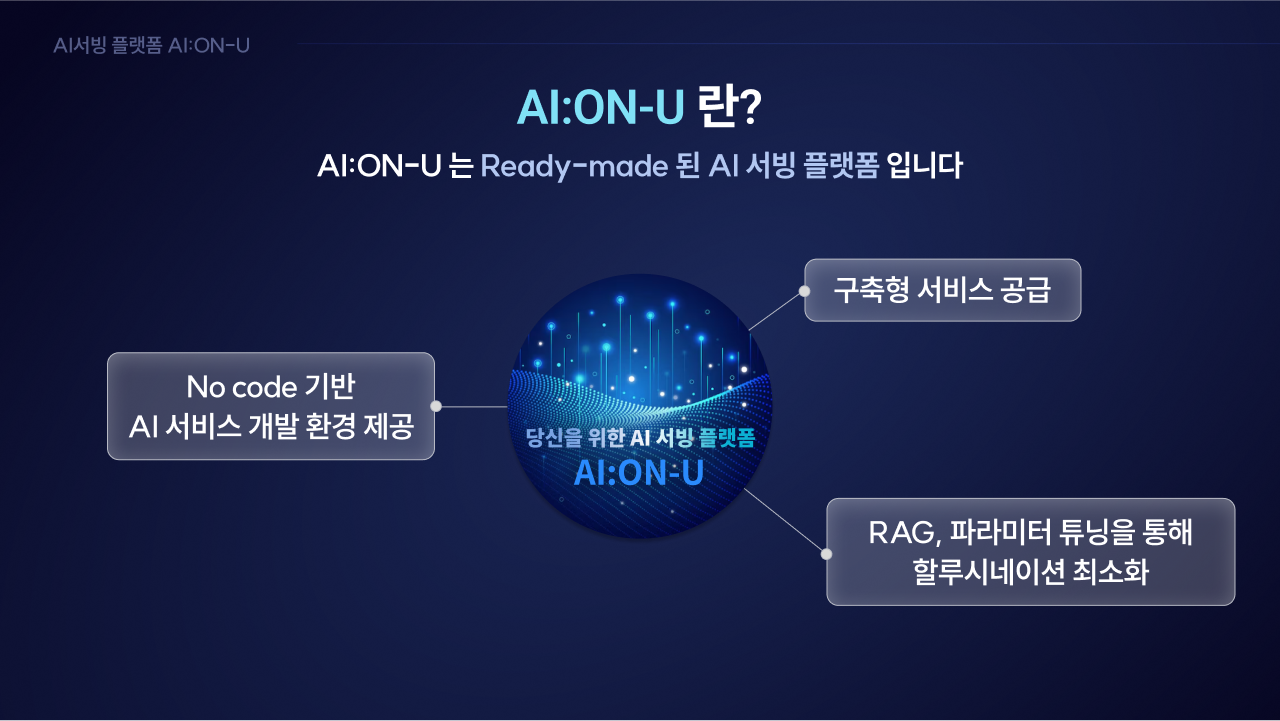 AI서빙 플랫폼 AI:ON-U
AI:ON-U 란?
AI:ON-U 는 Ready-made 된 AI 서빙 플랫폼 입니다
구축형 서비스 공급
No code 기반
AI 서비스 개발 환경 제공
당신을 위한 AI 서빙 플랫폼
AI:ON-U
RAG, 파라미터 튜닝을 통해
할루시네이션 최소화